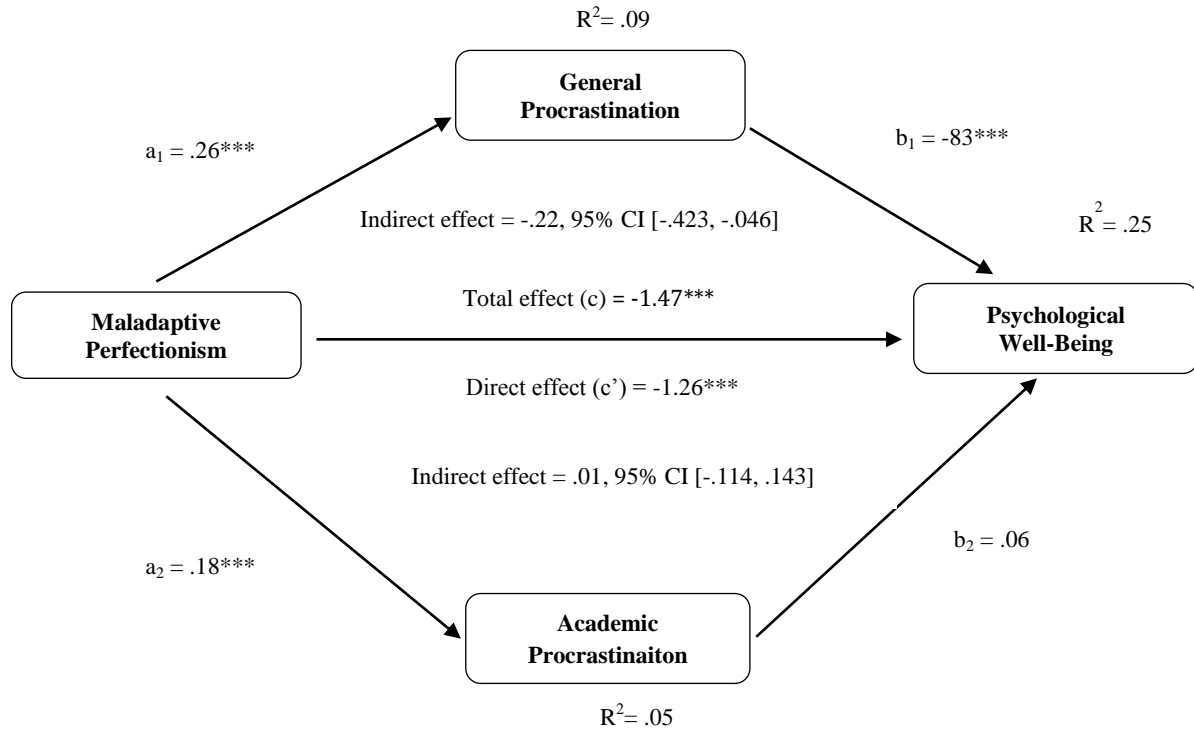 R²= .09
General
Procrastination
a₁ = .26***
b₁ = -83***
Indirect effect = -.22, 95% CI [-.423, -.046]
R² = .25
Total effect (c) = -1.47***
Maladaptive
Perfectionism
Psychological
Well-Being
Direct effect (c’) = -1.26***
Indirect effect = .01, 95% CI [-.114, .143]
a₂ = .18***
b₂ = .06
Academic
Procrastinaiton
R²= .05